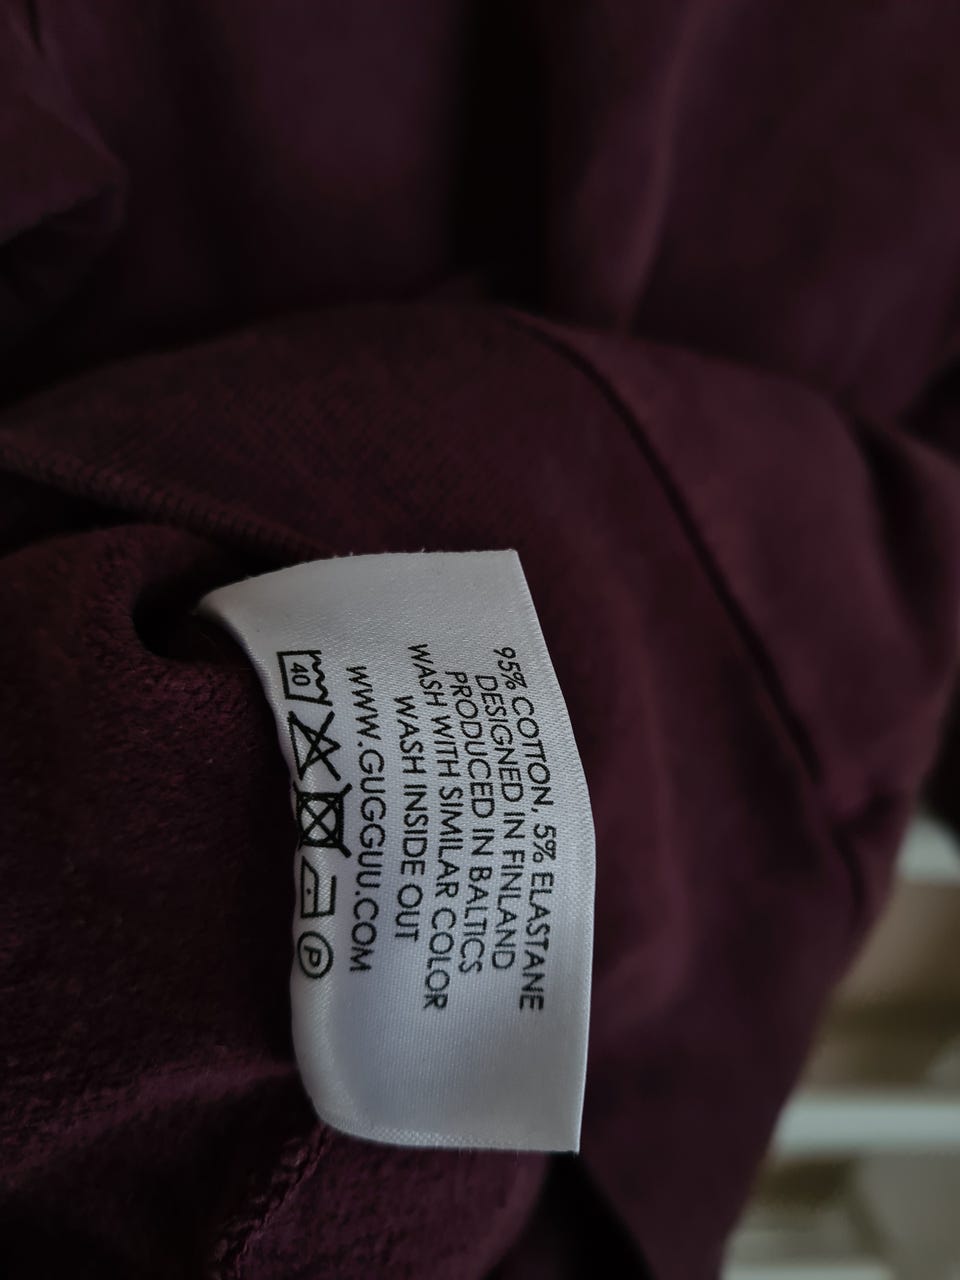 95% COTTON, 5% ELASTANE
DESIGNED IN FINLAND
PRODUCED IN BALTICS
WASH WITH SIMILAR COLOR
WASH INSIDE OUT
WWW.GUGGUU.COM
40 P